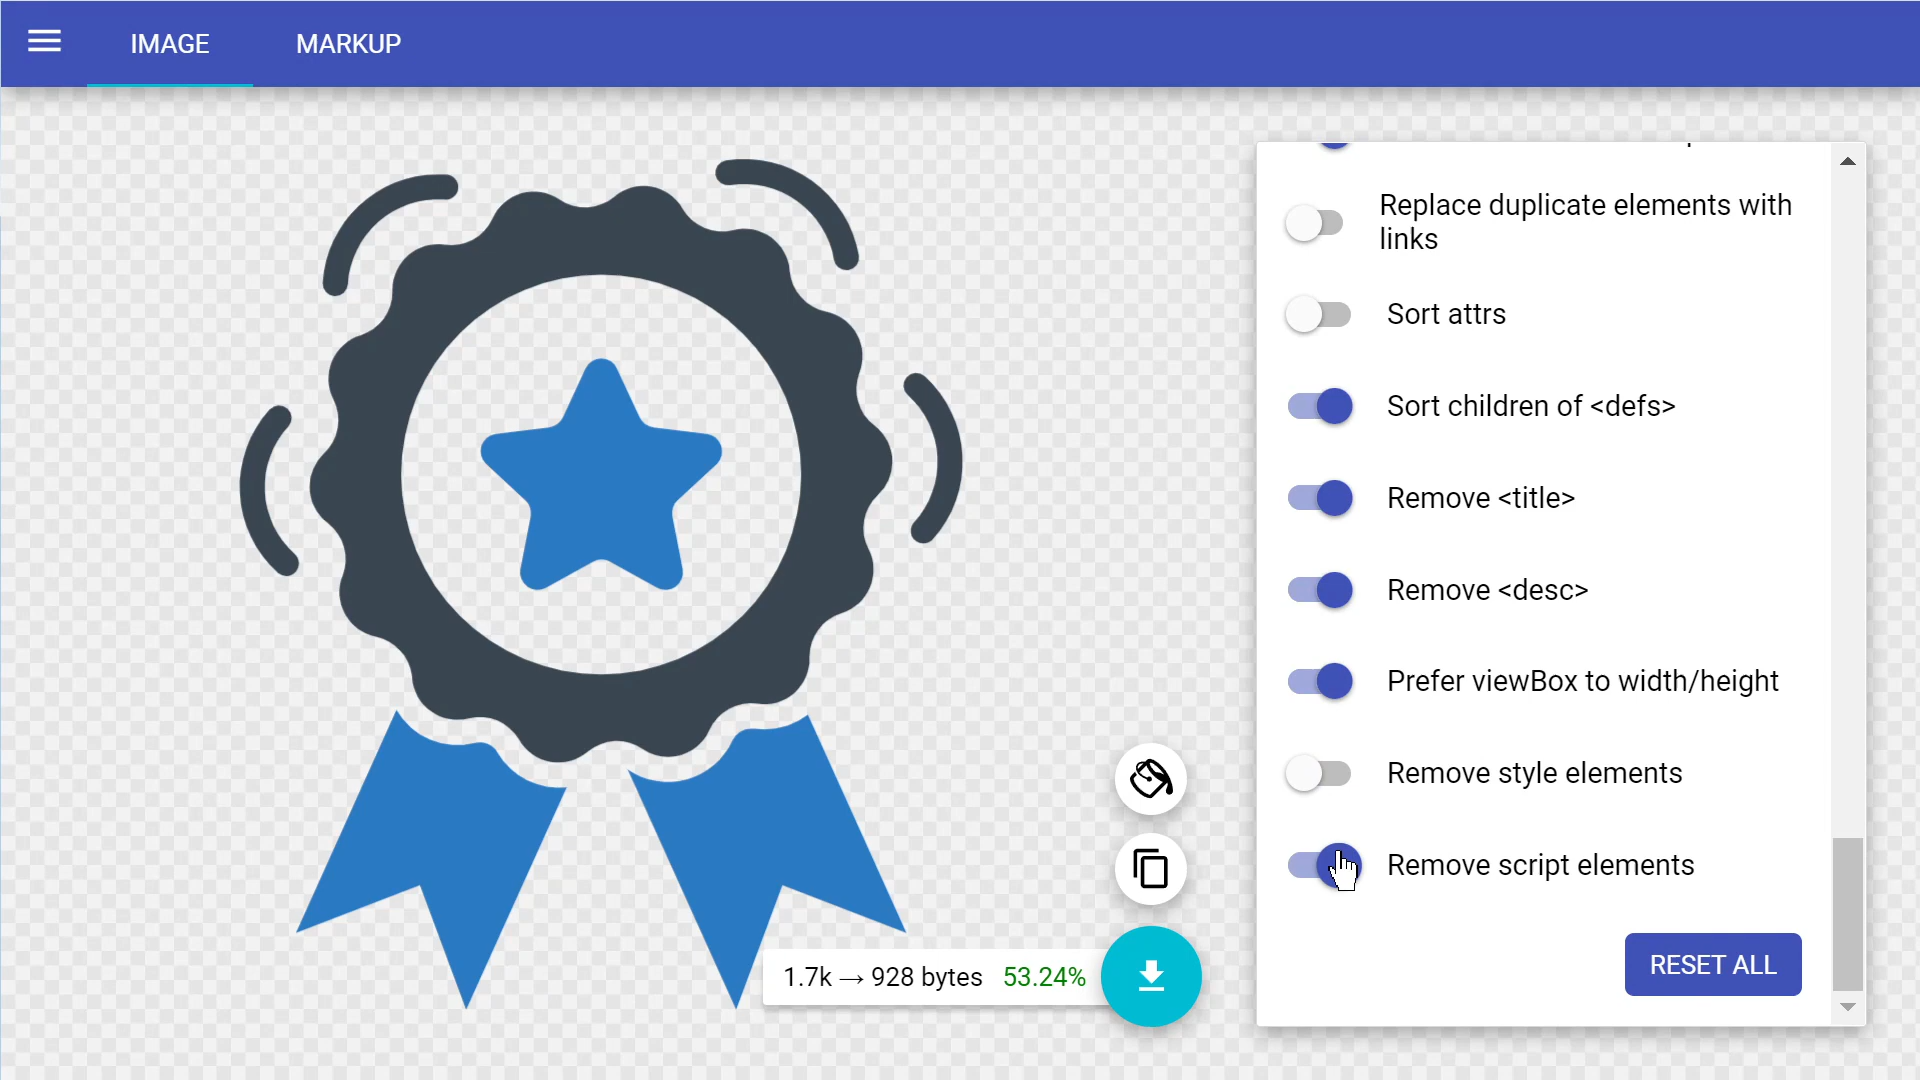 IMAGE
MARKUP
Replace duplicate elements with
links
Sort attrs
Sort children of <defs>
Remove <title>
Remove <desc>
Prefer viewBox to width/height
Remove style elements
Remove script elements
RESET ALL
1.7k → 928 bytes 53.24%